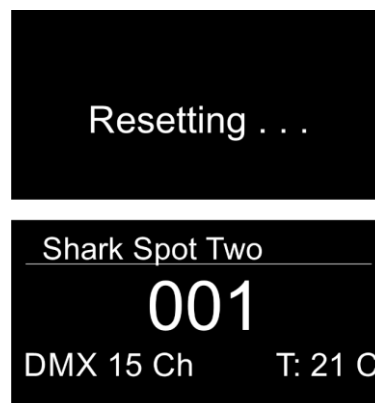 Resetting . . .
Shark Spot Two
001
DMX 15 Ch T: 21 C